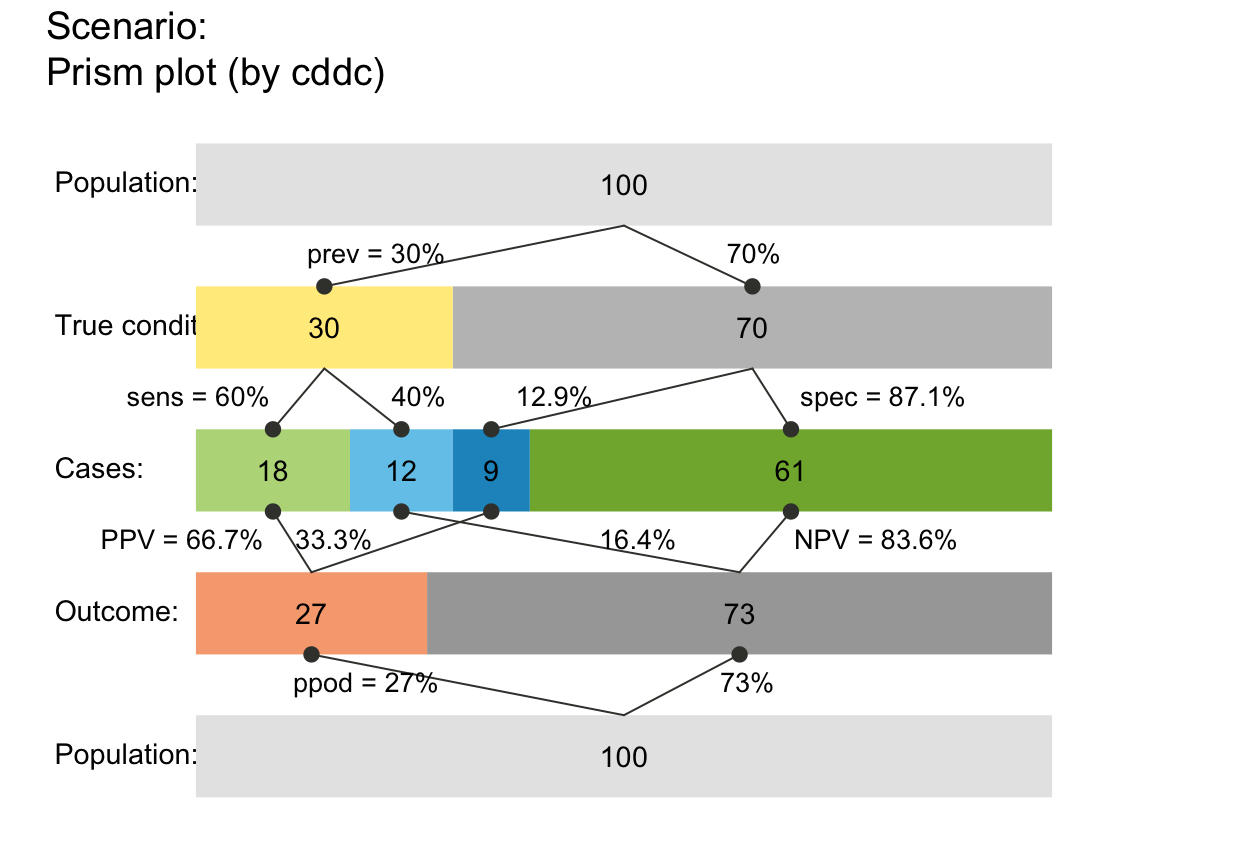 Scenario:
Prism plot (by cddc)
Population:
100
prev = 30%
70%
True condit
30
70
sens = 60%
40%
12.9%
spec = 87.1%
Cases:
18
12
9
61
PPV = 66.7%
33.3%
16.4%
NPV = 83.6%
Outcome:
27
73
ppod = 27%
73%
Population:
100